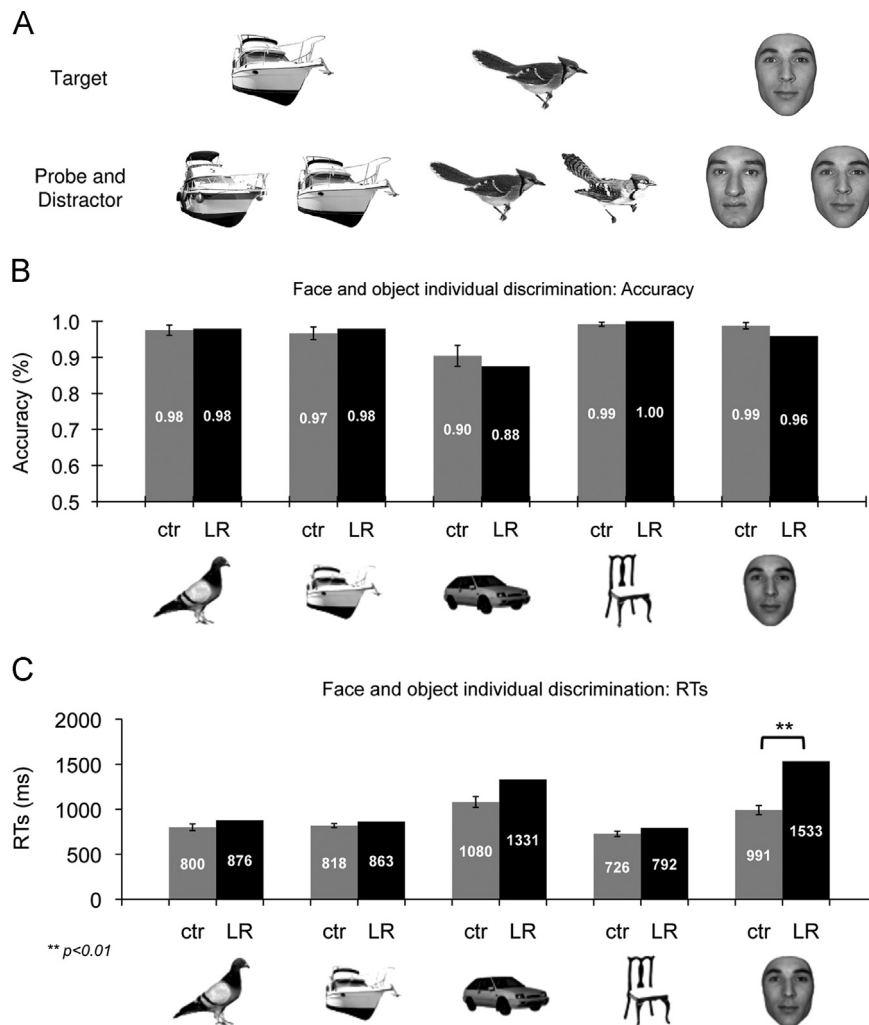 A
Target
Probe and
Distractor
B
Face and object individual discrimination: Accuracy
Accuracy (%)
1.0
0.9
0.8
0.7
0.6
0.5
0.98 0.98 0.97 0.98 0.90 0.88 0.99 1.00 0.99 0.96
ctr LR ctr LR ctr LR ctr LR ctr LR
C
Face and object individual discrimination: RTs
RTs (ms)
2000
1500
1000
500
0
**
800 876 818 863 1080 1331 726 792 991 1533
ctr LR ctr LR ctr LR ctr LR ctr LR
** p<0.01